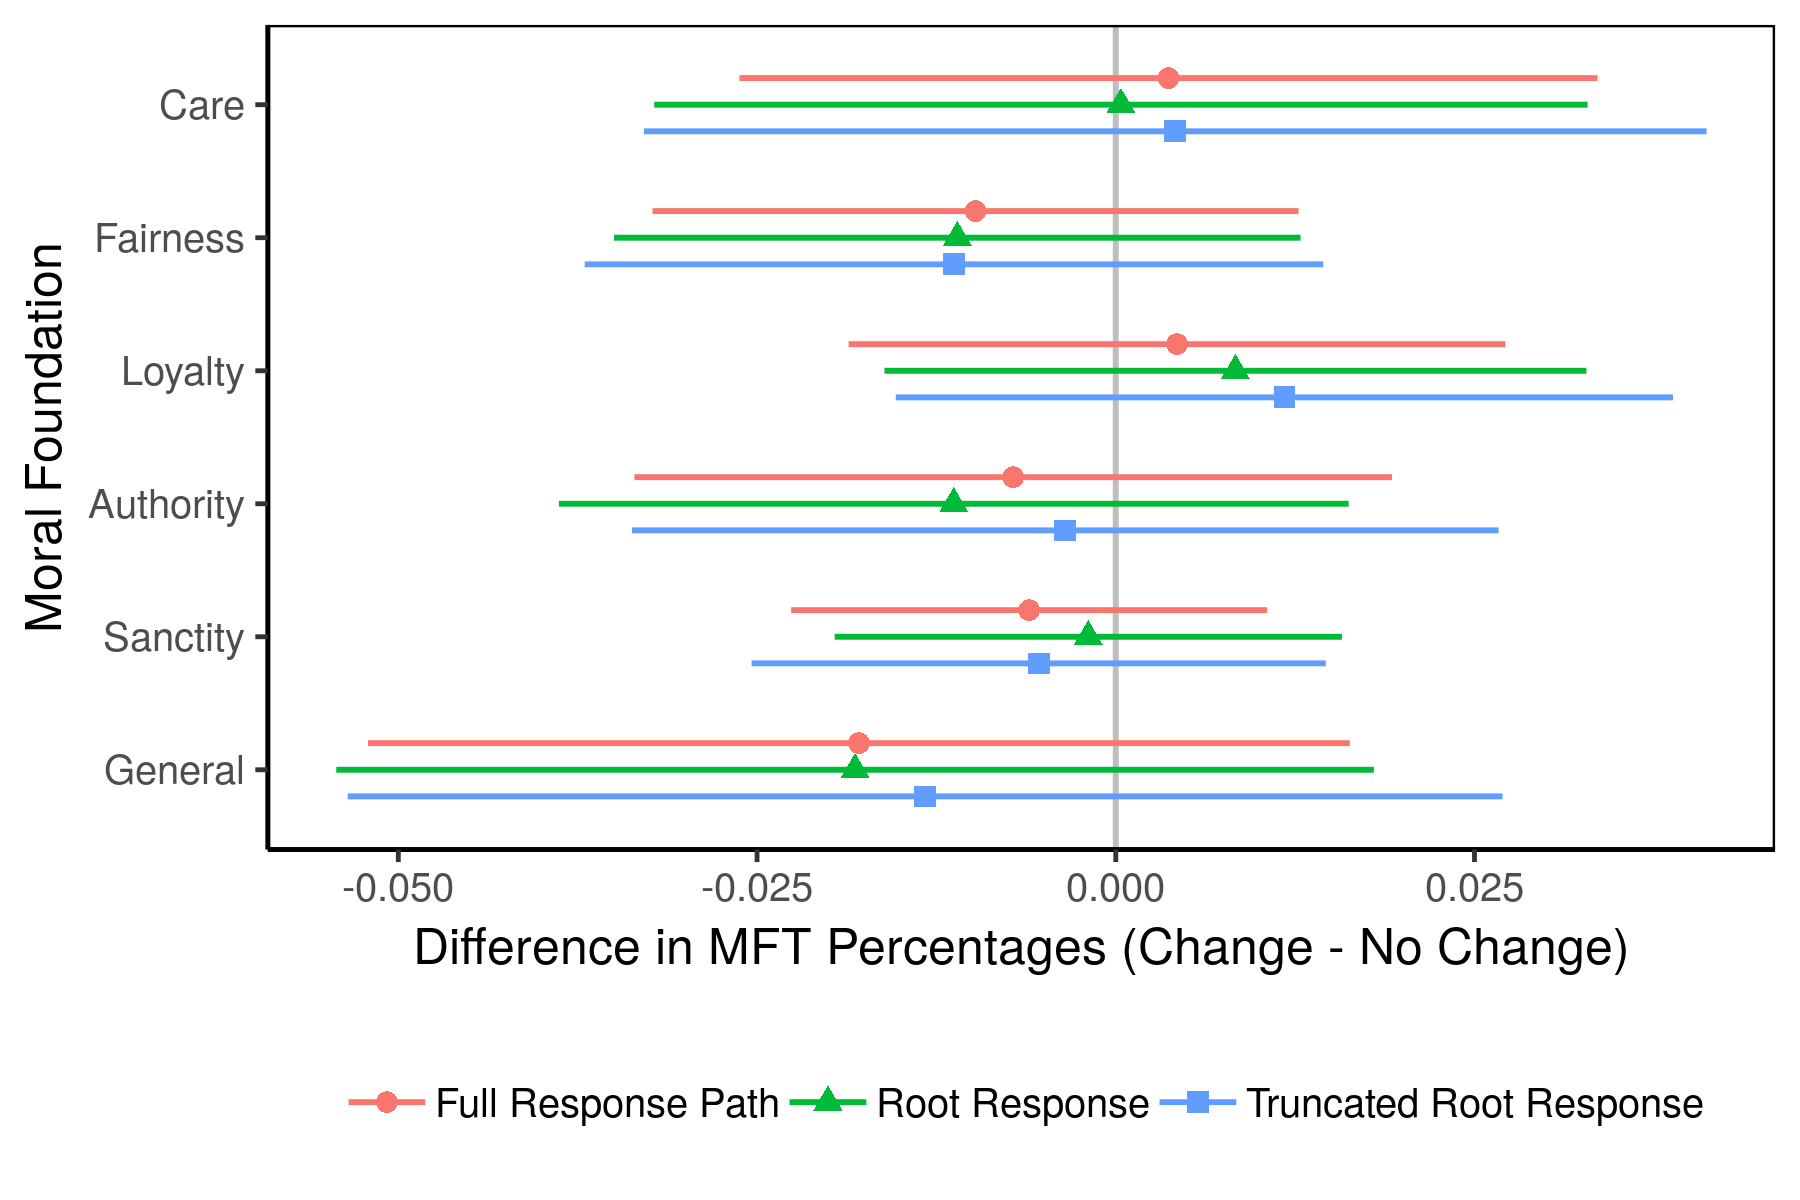 Care
Fairness
Loyalty
Authority
Sanctity
General
Moral Foundation
-0.050 -0.025 0.000 0.025
Difference in MFT Percentages (Change - No Change)
Full Response Path Root Response Truncated Root Response